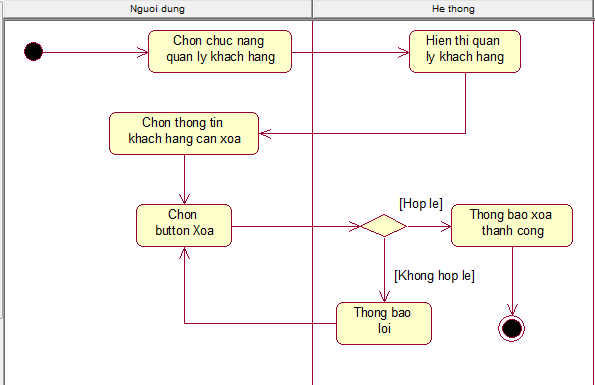 Nguoi dung
He thong
Chon chuc nang
quan ly khach hang
Hien thi quan
ly khach hang
Chon thong tin
khach hang can xoa
Chon
button Xoa
[Hop le]
Thong bao xoa
thanh cong
[Khong hop le]
Thong bao
loi